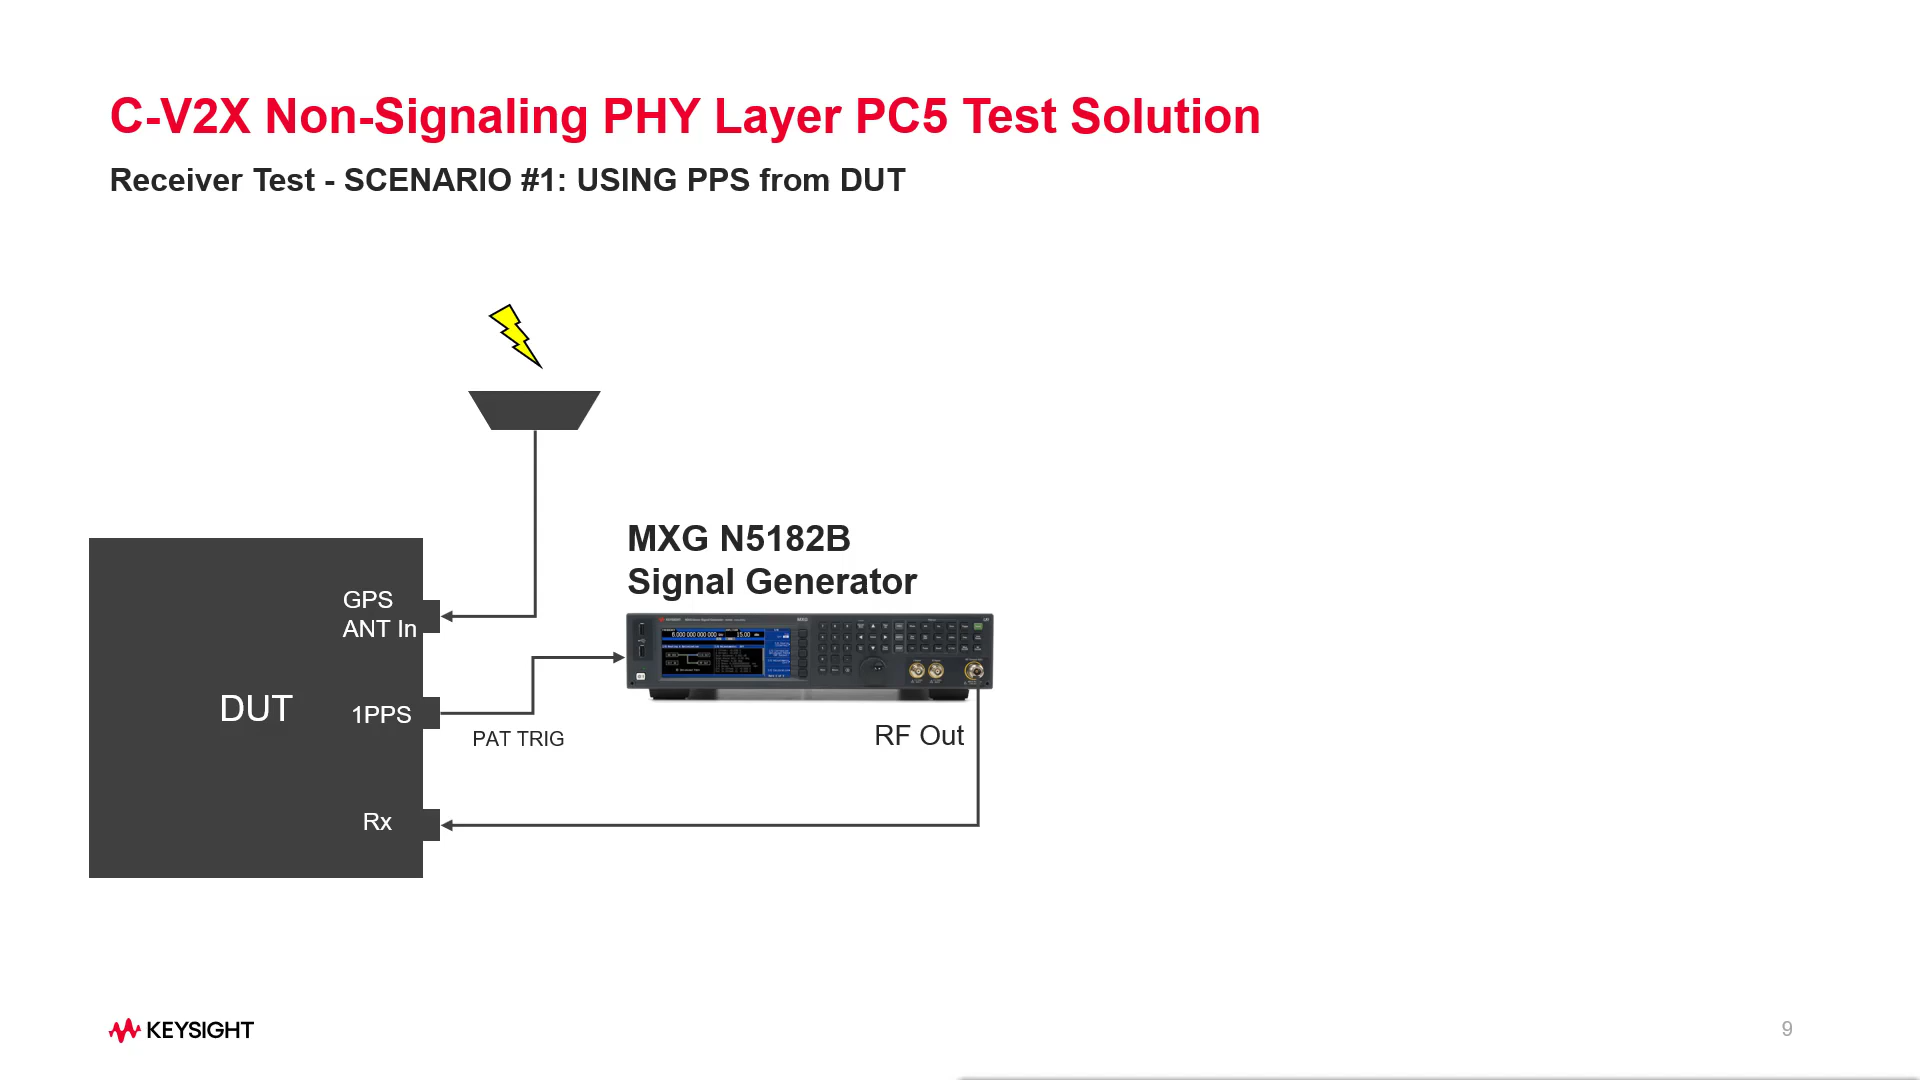 C-V2X Non-Signaling PHY Layer PC5 Test Solution
Receiver Test - SCENARIO #1: USING PPS from DUT
MXG N5182B
Signal Generator
GPS
ANT In
DUT
1PPS
PAT TRIG
RF Out
Rx
KEYSIGHT
9